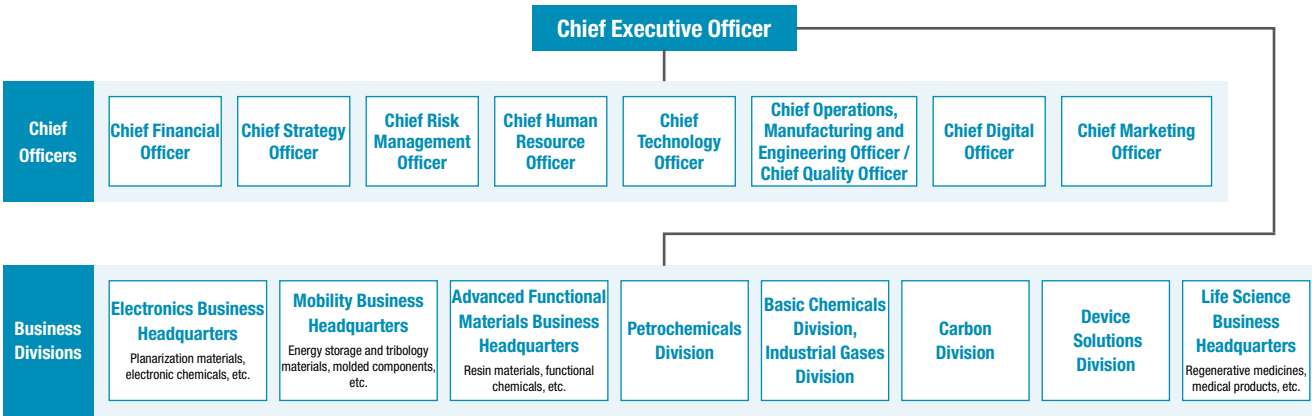 Chief Executive Officer
Chief
Officers
Chief Financial
Officer
Chief Strategy
Officer
Chief Risk
Management
Officer
Chief Human
Resource
Officer
Chief
Technology
Officer
Chief Operations,
Manufacturing and
Engineering Officer /
Chief Quality Officer
Chief Digital
Officer
Chief Marketing
Officer
Business
Divisions
Electronics Business
Headquarters
Planarization materials,
electronic chemicals, etc.
Mobility Business
Headquarters
Energy storage and tribology
materials, molded components,
etc.
Advanced Functional
Materials Business
Headquarters
Resin materials, functional
chemicals, etc.
Petrochemicals
Division
Basic Chemicals
Division,
Industrial Gases
Division
Carbon
Division
Device
Solutions
Division
Life Science
Business
Headquarters
Regenerative medicines,
medical products, etc.